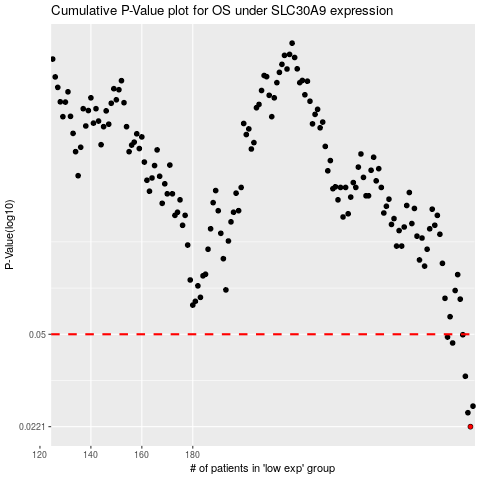 Cumulative P-Value plot for OS under SLC30A9 expression
P-Value(log10)
0.05
0.0221
120 140 160 180
# of patients in 'low exp' group